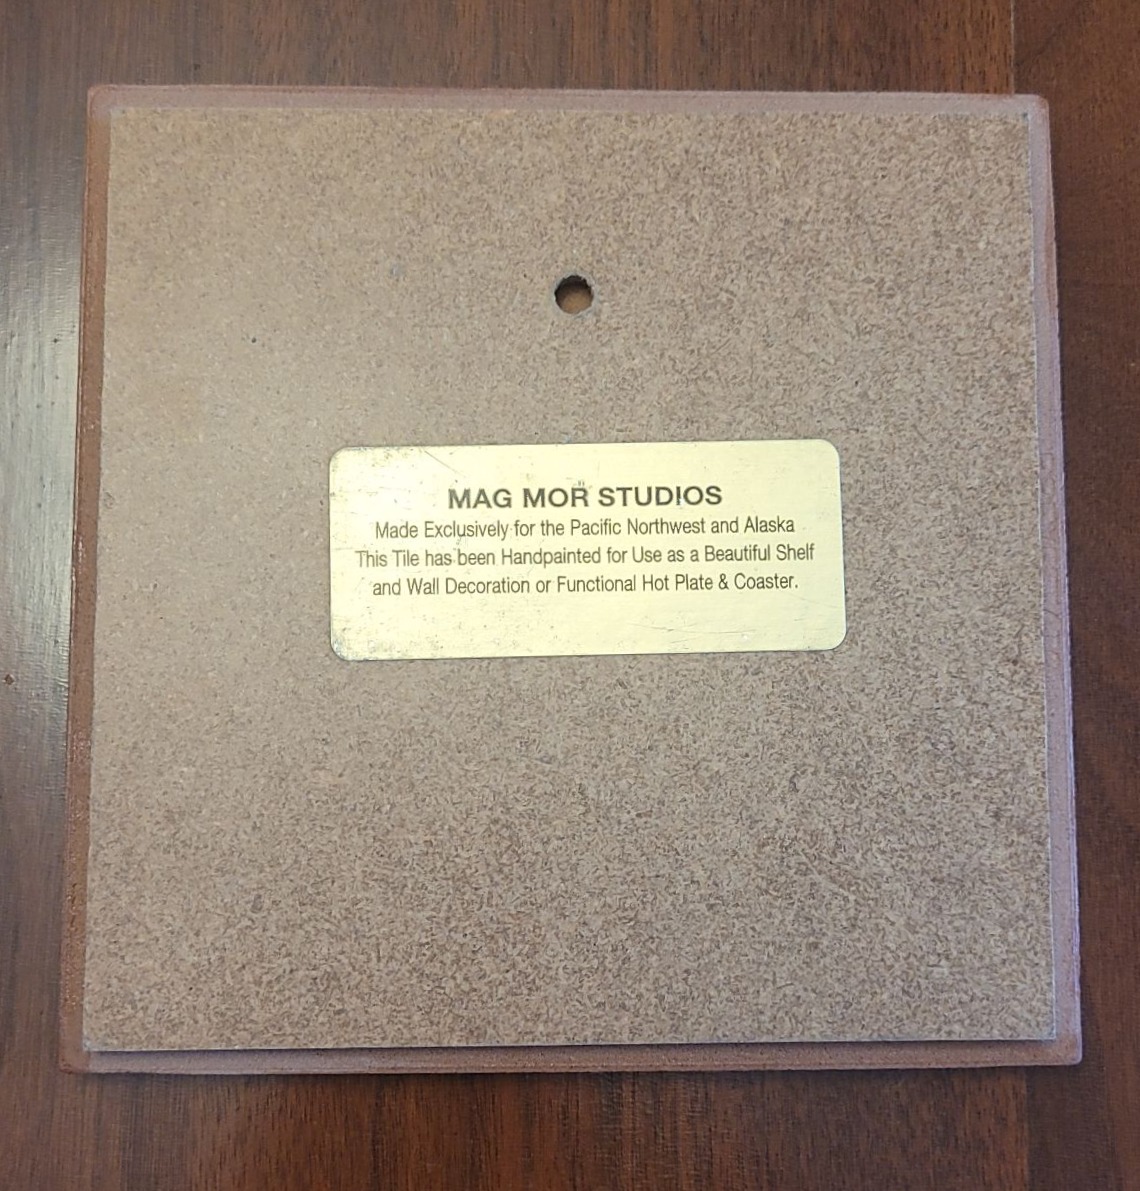 MAG MOR STUDIOS
Made Exclusively for the Pacific Northwest and Alaska
This Tile has been Handpainted for Use as a Beautiful Shelf
and Wall Decoration or Functional Hot Plate & Coaster.